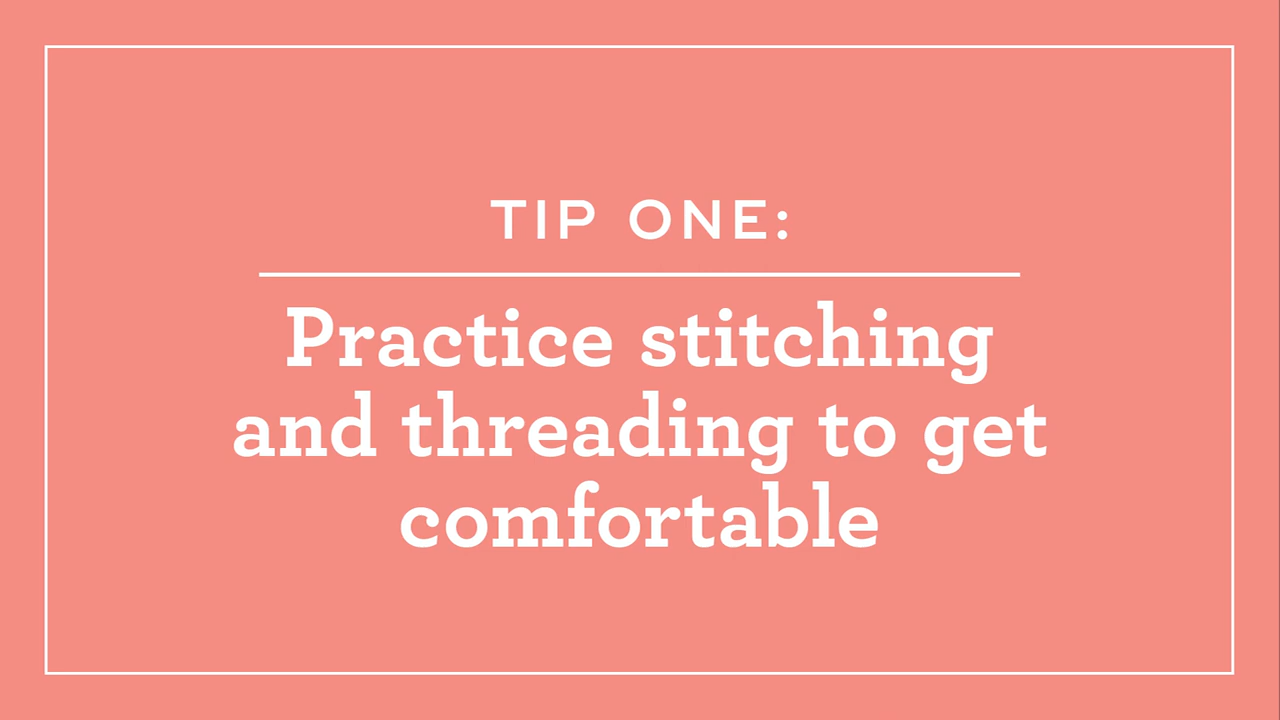 TIP ONE:
Practice stitching
and threading to get
comfortable